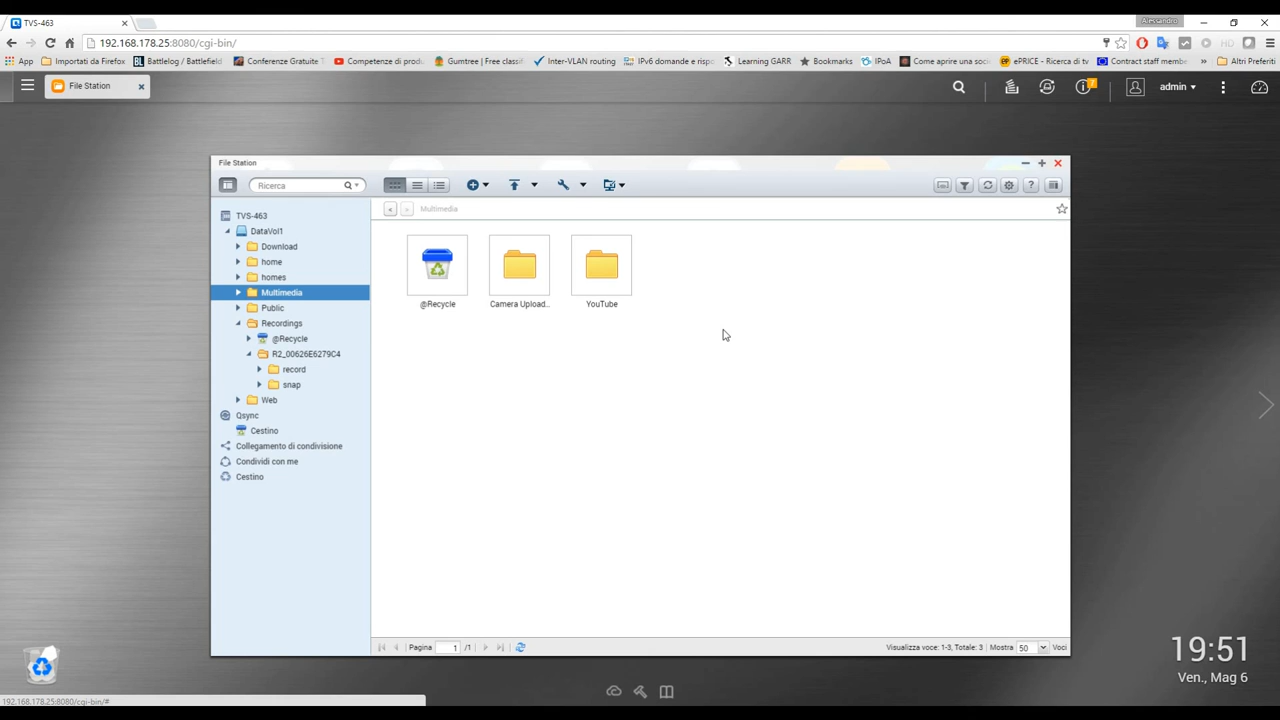 TVS-463
Alessandro
192.168.178.25:8080/cgi-bin/
App
Importati da Firefox
Battlelog / Battlefield
Conferenze Gratuite T
Competenze di produ
Gumtree | Free classif
Inter-VLAN routing
IPv6 domande e rispo
Learning GARR
Bookmarks
IPoA
Come aprire una soci
ePRICE - Ricerca di tv
Contract staff membe
»
Altri Preferiti
File Station
7
admin
File Station
Ricerca
TVS-463
Multimedia
DataVol1
Download
home
homes
Multimedia
Public
Recordings
@Recycle
R2_00626E6279C4
record
snap
Web
Qsync
Cestino
Collegamento di condivisione
Condividi con me
Cestino
@Recycle
Camera Upload..
YouTube
Pagina 1 /1
Visualizza voce: 1-3, Totale: 3
Mostra 50 Voci
19:51
Ven., Mag 6
192.168.178.25:8080/cgi-bin/#